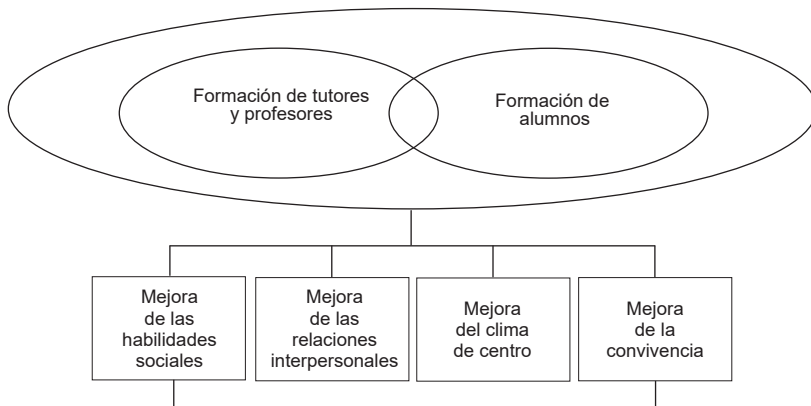 Formación de tutores
y profesores
Formación de
alumnos
Mejora
de las
habilidades
sociales
Mejora
de las
relaciones
interpersonales
Mejora
del clima
de centro
Mejora
de la
convivencia